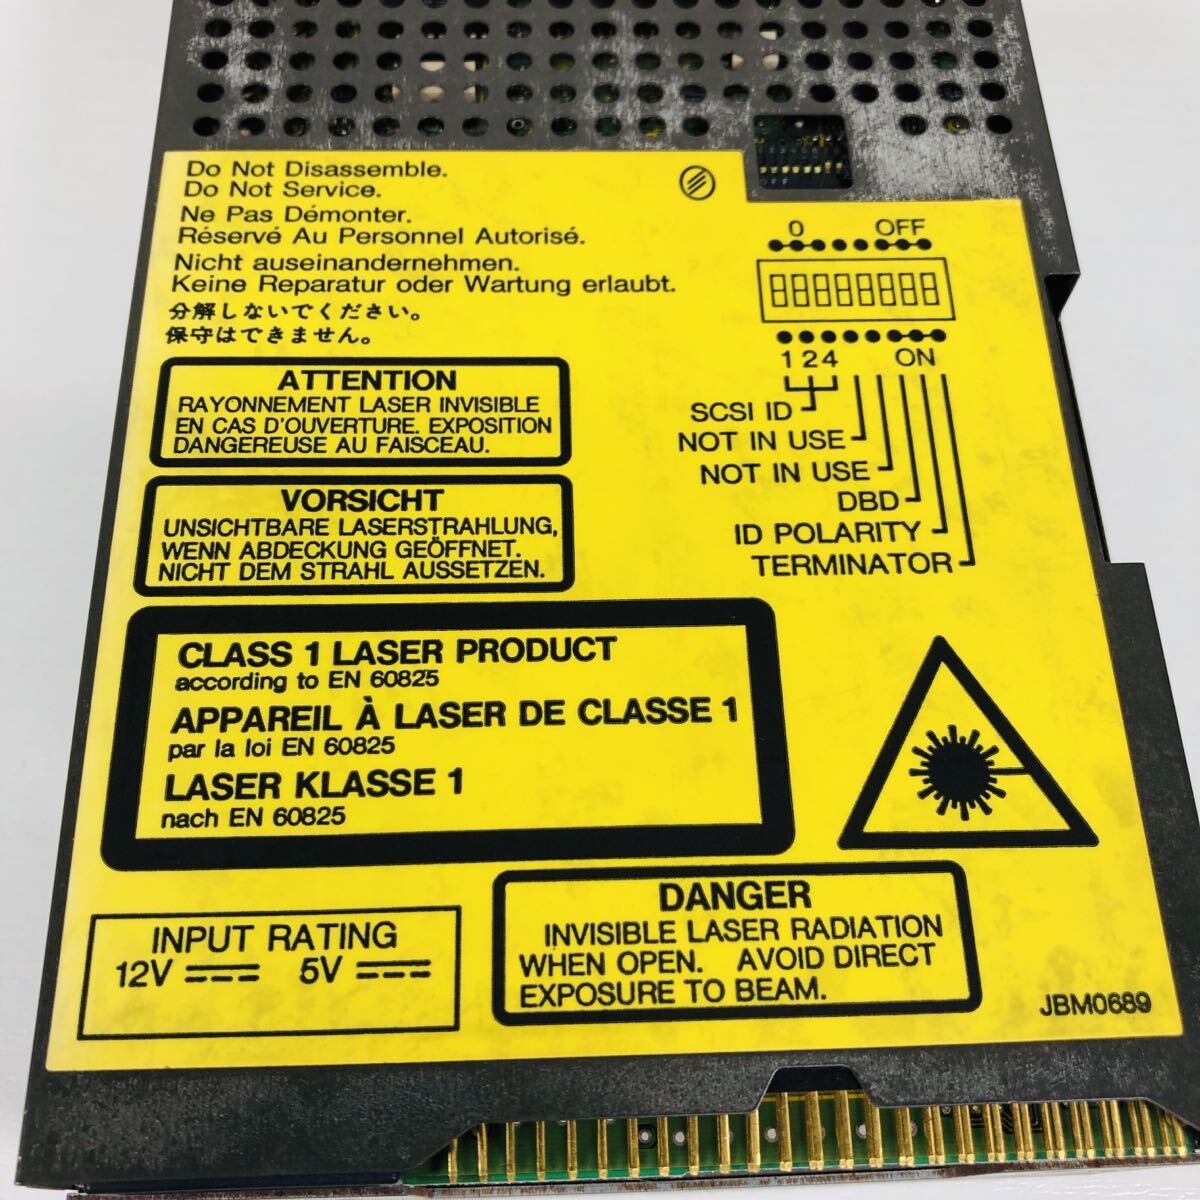 Do Not Disassemble.
Do Not Service.
Ne Pas Démonter.
Réservé Au Personnel Autorisé.
Nicht auseinandernehmen.
Keine Reparatur oder Wartung erlaubt.
分解しないでください。
保守はできません。
0 OFF
1 2 4 ON
SCSI ID
NOT IN USE
NOT IN USE
DBD
ID POLARITY
TERMINATOR
ATTENTION
RAYONNEMENT LASER INVISIBLE
EN CAS D'OUVERTURE. EXPOSITION
DANGEREUSE AU FAISCEAU.
VORSICHT
UNSICHTBARE LASERSTRAHLUNG,
WENN ABDECKUNG GEÖFFNET.
NICHT DEM STRAHL AUSSETZEN.
CLASS 1 LASER PRODUCT
according to EN 60825
APPAREIL À LASER DE CLASSE 1
par la loi EN 60825
LASER KLASSE 1
nach EN 60825
INPUT RATING
12V 5V
DANGER
INVISIBLE LASER RADIATION
WHEN OPEN. AVOID DIRECT
EXPOSURE TO BEAM.
JBM0689